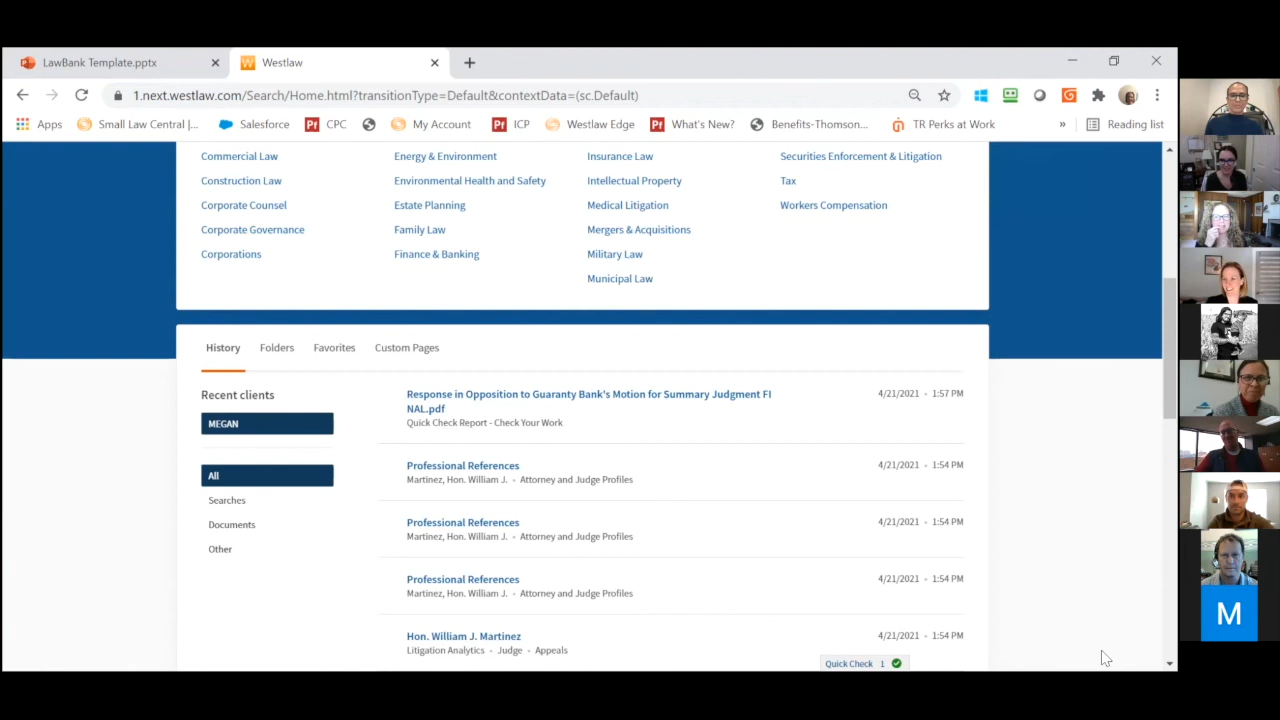 LawBank Template.pptx
Westlaw
1.next.westlaw.com/Search/Home.html?transitionType=Default&contextData=(sc.Default)
Apps
Small Law Central |...
Salesforce
CPC
My Account
ICP
Westlaw Edge
What's New?
Benefits-Thomson...
TR Perks at Work
»
Reading list
Commercial Law
Energy & Environment
Insurance Law
Securities Enforcement & Litigation
Construction Law
Environmental Health and Safety
Intellectual Property
Tax
Corporate Counsel
Estate Planning
Medical Litigation
Workers Compensation
Corporate Governance
Family Law
Mergers & Acquisitions
Corporations
Finance & Banking
Military Law
Municipal Law
History
Folders
Favorites
Custom Pages
Recent clients
MEGAN
All
Searches
Documents
Other
Response in Opposition to Guaranty Bank's Motion for Summary Judgment FI
NAL.pdf
Quick Check Report - Check Your Work
4/21/2021 • 1:57 PM
Professional References
Martinez, Hon. William J. • Attorney and Judge Profiles
4/21/2021 • 1:54 PM
Professional References
Martinez, Hon. William J. • Attorney and Judge Profiles
4/21/2021 • 1:54 PM
Professional References
Martinez, Hon. William J. • Attorney and Judge Profiles
4/21/2021 • 1:54 PM
Hon. William J. Martinez
Litigation Analytics • Judge • Appeals
4/21/2021 • 1:54 PM
Quick Check 1
M